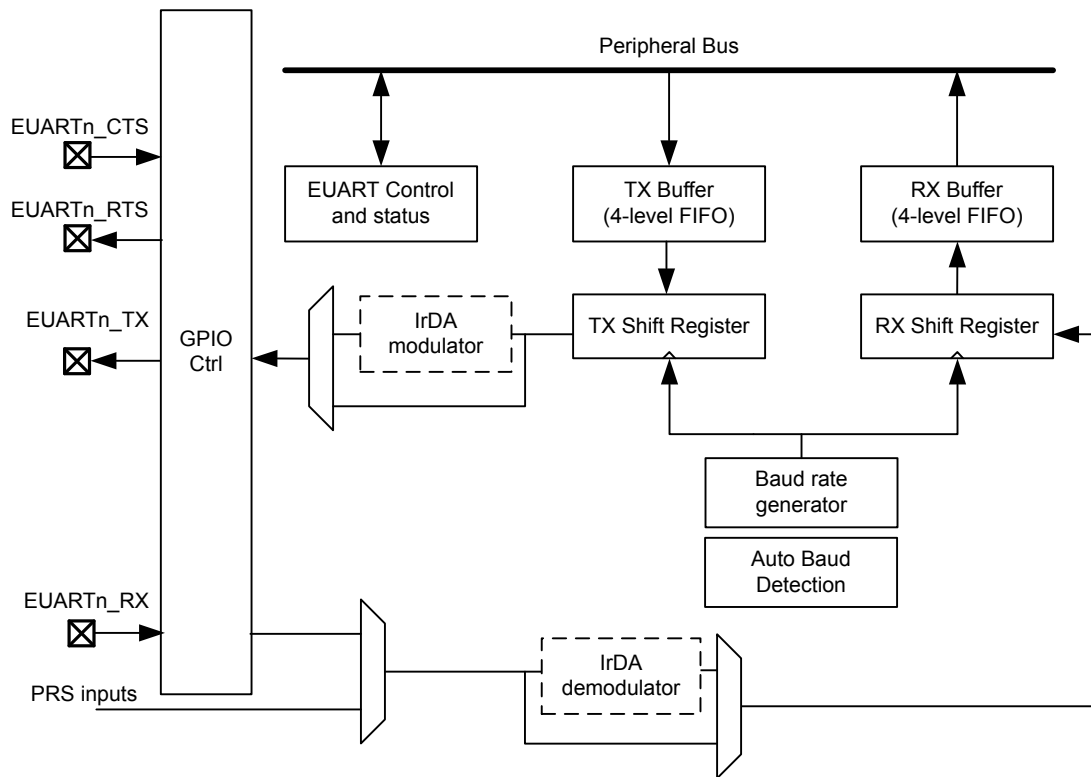 Peripheral Bus
EUARTn_CTS
EUART Control
and status
TX Buffer
(4-level FIFO)
RX Buffer
(4-level FIFO)
EUARTn_RTS
EUARTn_TX
GPIO
Ctrl
IrDA
modulator
TX Shift Register
RX Shift Register
Baud rate
generator
Auto Baud
Detection
EUARTn_RX
PRS inputs
IrDA
demodulator